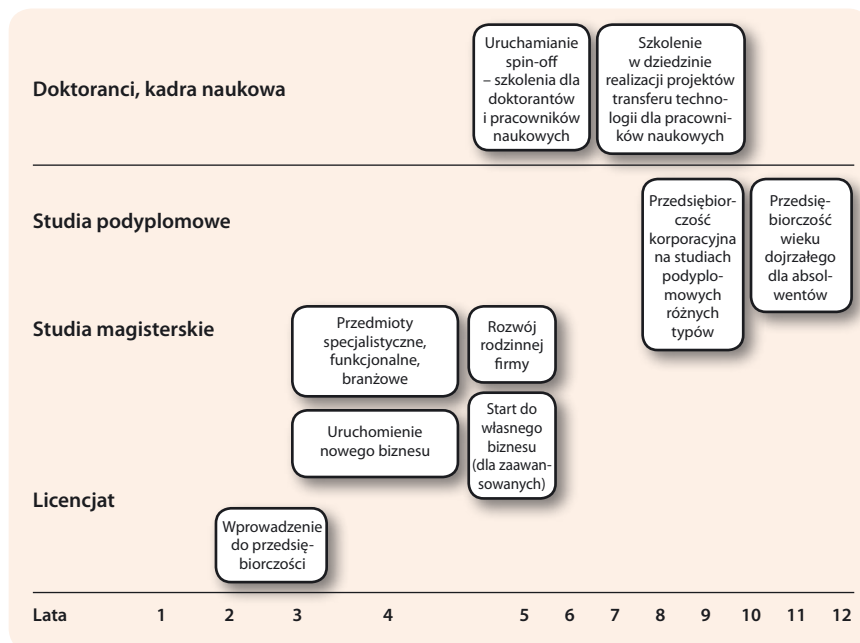 Doktoranci, kadra naukowa
Uruchamianie
spin-off
– szkolenia dla
doktorantów
i pracowników
naukowych
Szkolenie
w dziedzinie
realizacji projektów
transferu techno-
logii dla pracowni-
ków naukowych
Studia podyplomowe
Przedsiębior-
czość
korporacyjna
na studiach
podyplo-
mowych
różnych
typów
Przedsię-
biorczość
wieku
dojrzałego
dla absol-
wentów
Studia magisterskie
Przedmioty
specjalistyczne,
funkcjonalne,
branżowe
Rozwój
rodzinnej
firmy
Uruchomienie
nowego biznesu
Start do
własnego
biznesu
(dla zaawan-
sowanych)
Licencjat
Wprowadzenie
do przedsię-
biorczości
Lata 1 2 3 4 5 6 7 8 9 10 11 12